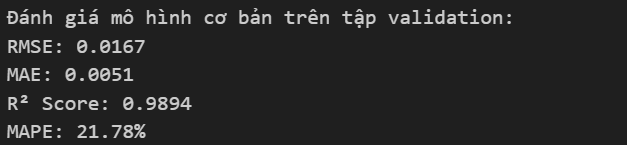 Đánh giá mô hình cơ bản trên tập validation:
RMSE: 0.0167
MAE: 0.0051
R² Score: 0.9894
MAPE: 21.78%